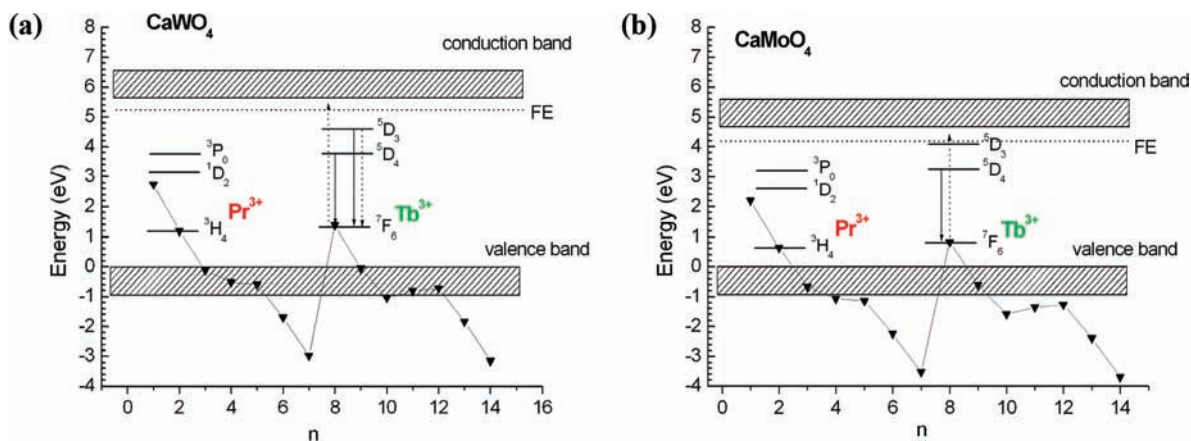 (a)
CaWO₄
conduction band
FE
⁵D₃
⁵D₄
³P₀
¹D₂
³H₄
Pr³⁺
Tb³⁺
⁷F₆
valence band
Energy (eV)
8
7
6
5
4
3
2
1
0
-1
-2
-3
-4
0 2 4 6 8 10 12 14 16
n
(b)
CaMoO₄
conduction band
FE
⁵D₃
⁵D₄
³P₀
¹D₂
³H₄
Pr³⁺
Tb³⁺
⁷F₆
valence band
Energy (eV)
8
7
6
5
4
3
2
1
0
-1
-2
-3
-4
0 2 4 6 8 10 12 14
n